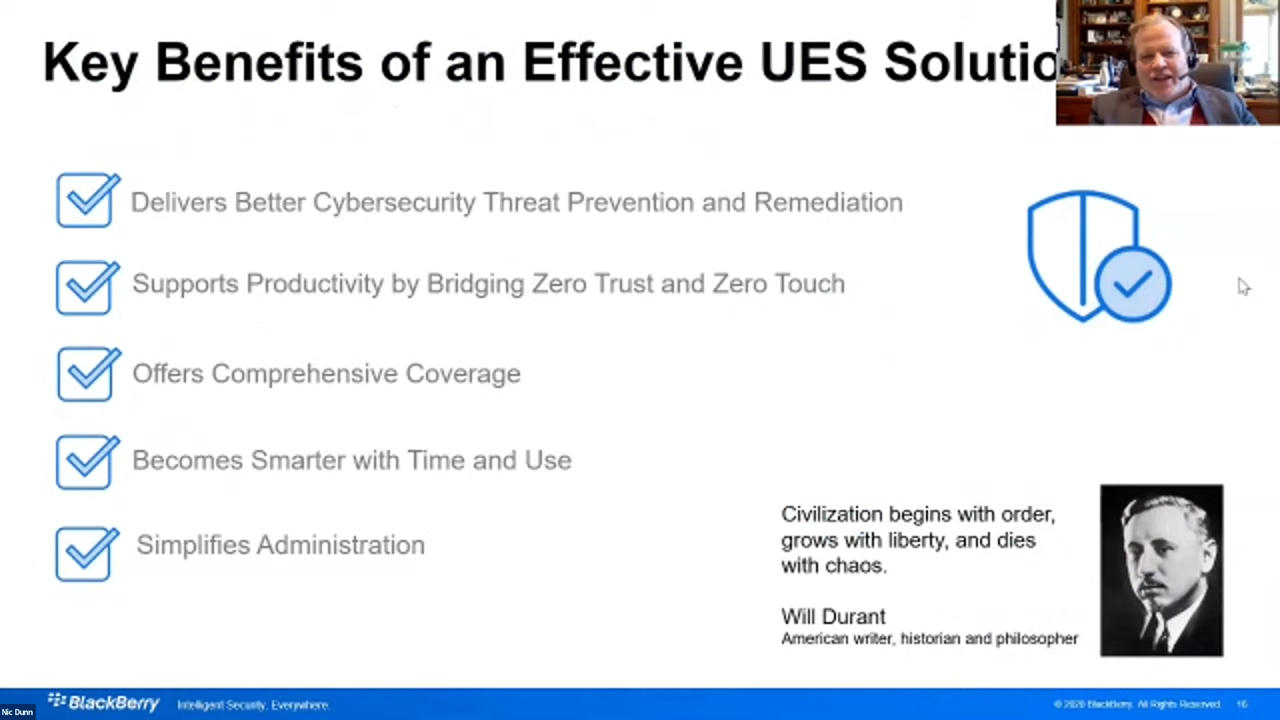 Key Benefits of an Effective UES Solutio
Delivers Better Cybersecurity Threat Prevention and Remediation
Supports Productivity by Bridging Zero Trust and Zero Touch
Offers Comprehensive Coverage
Becomes Smarter with Time and Use
Simplifies Administration
Civilization begins with order,
grows with liberty, and dies
with chaos.
Will Durant
American writer, historian and philosopher
BlackBerry Intelligent Security. Everywhere. © 2020 BlackBerry. All Rights Reserved. 16
Nic Dunn